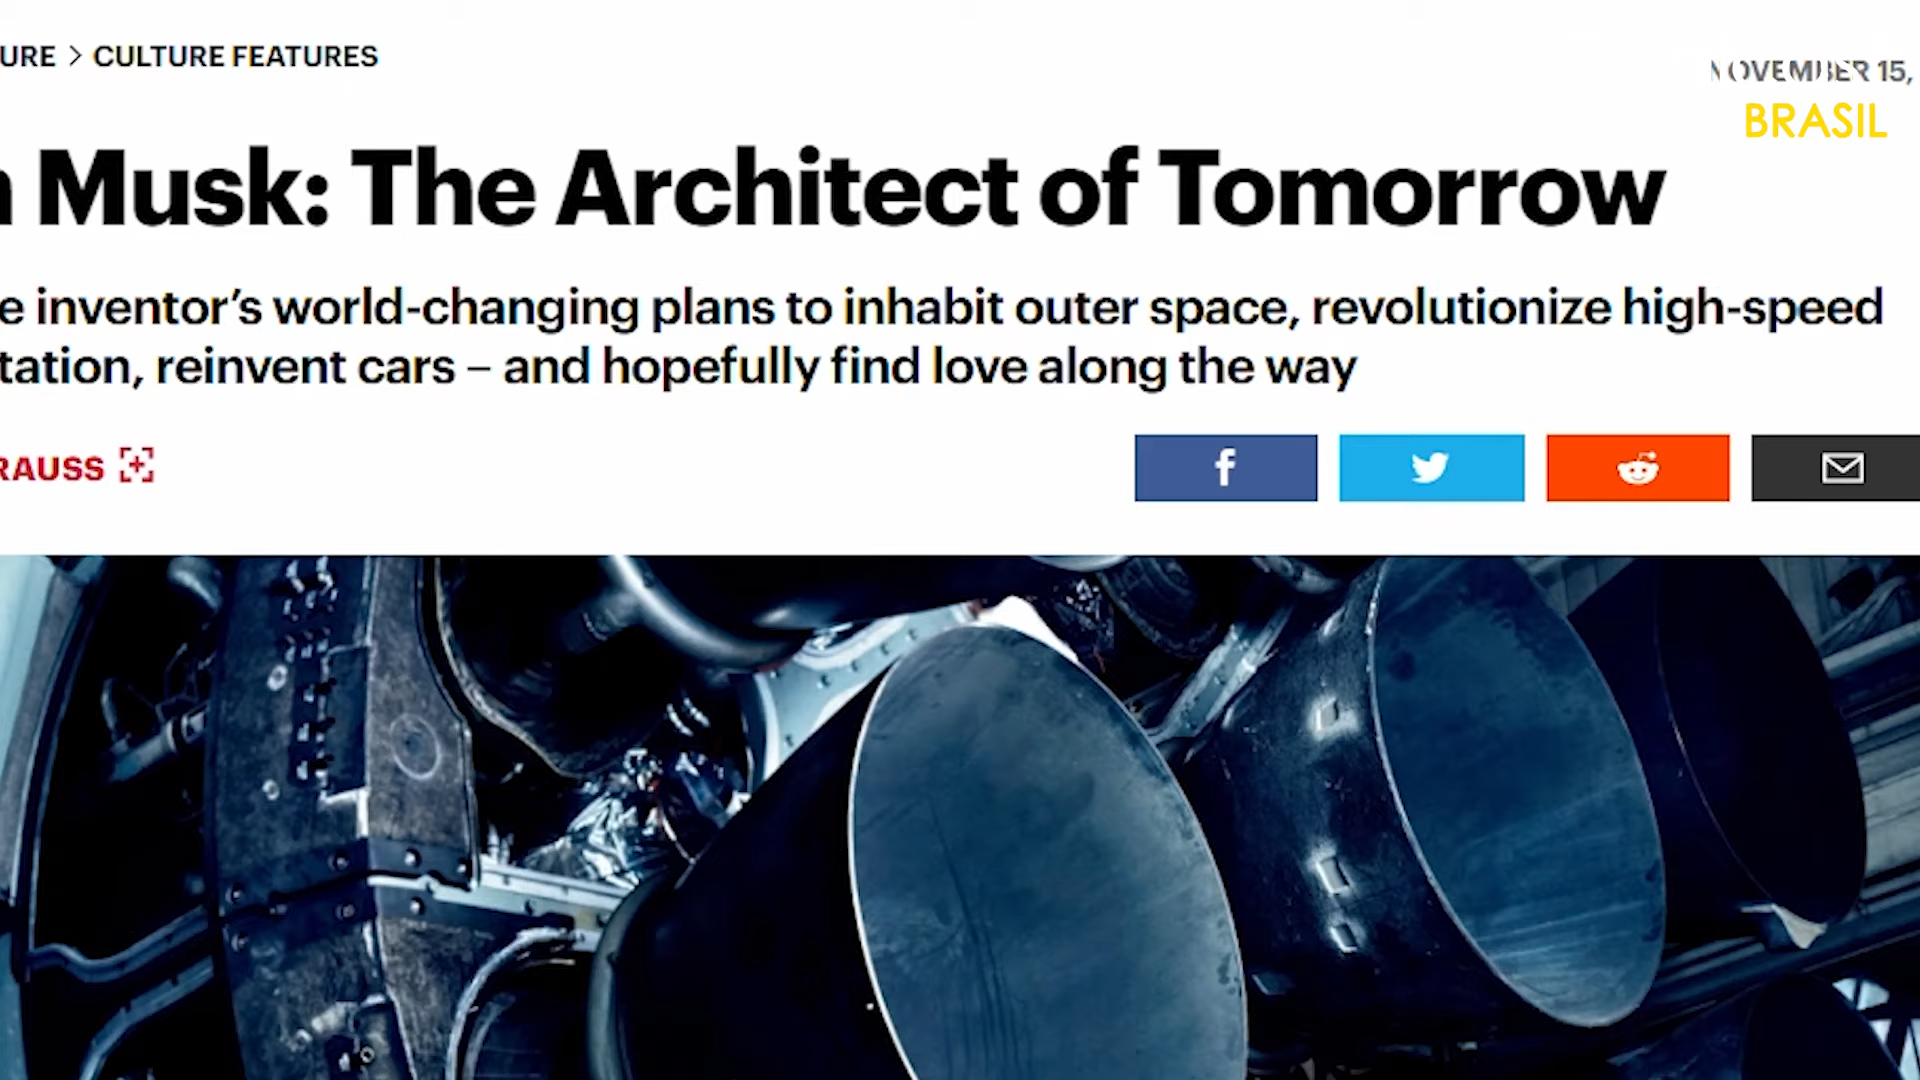 URE > CULTURE FEATURES
NOVEMBER 15,
BRASIL
n Musk: The Architect of Tomorrow
e inventor's world-changing plans to inhabit outer space, revolutionize high-speed
tation, reinvent cars – and hopefully find love along the way
RAUSS